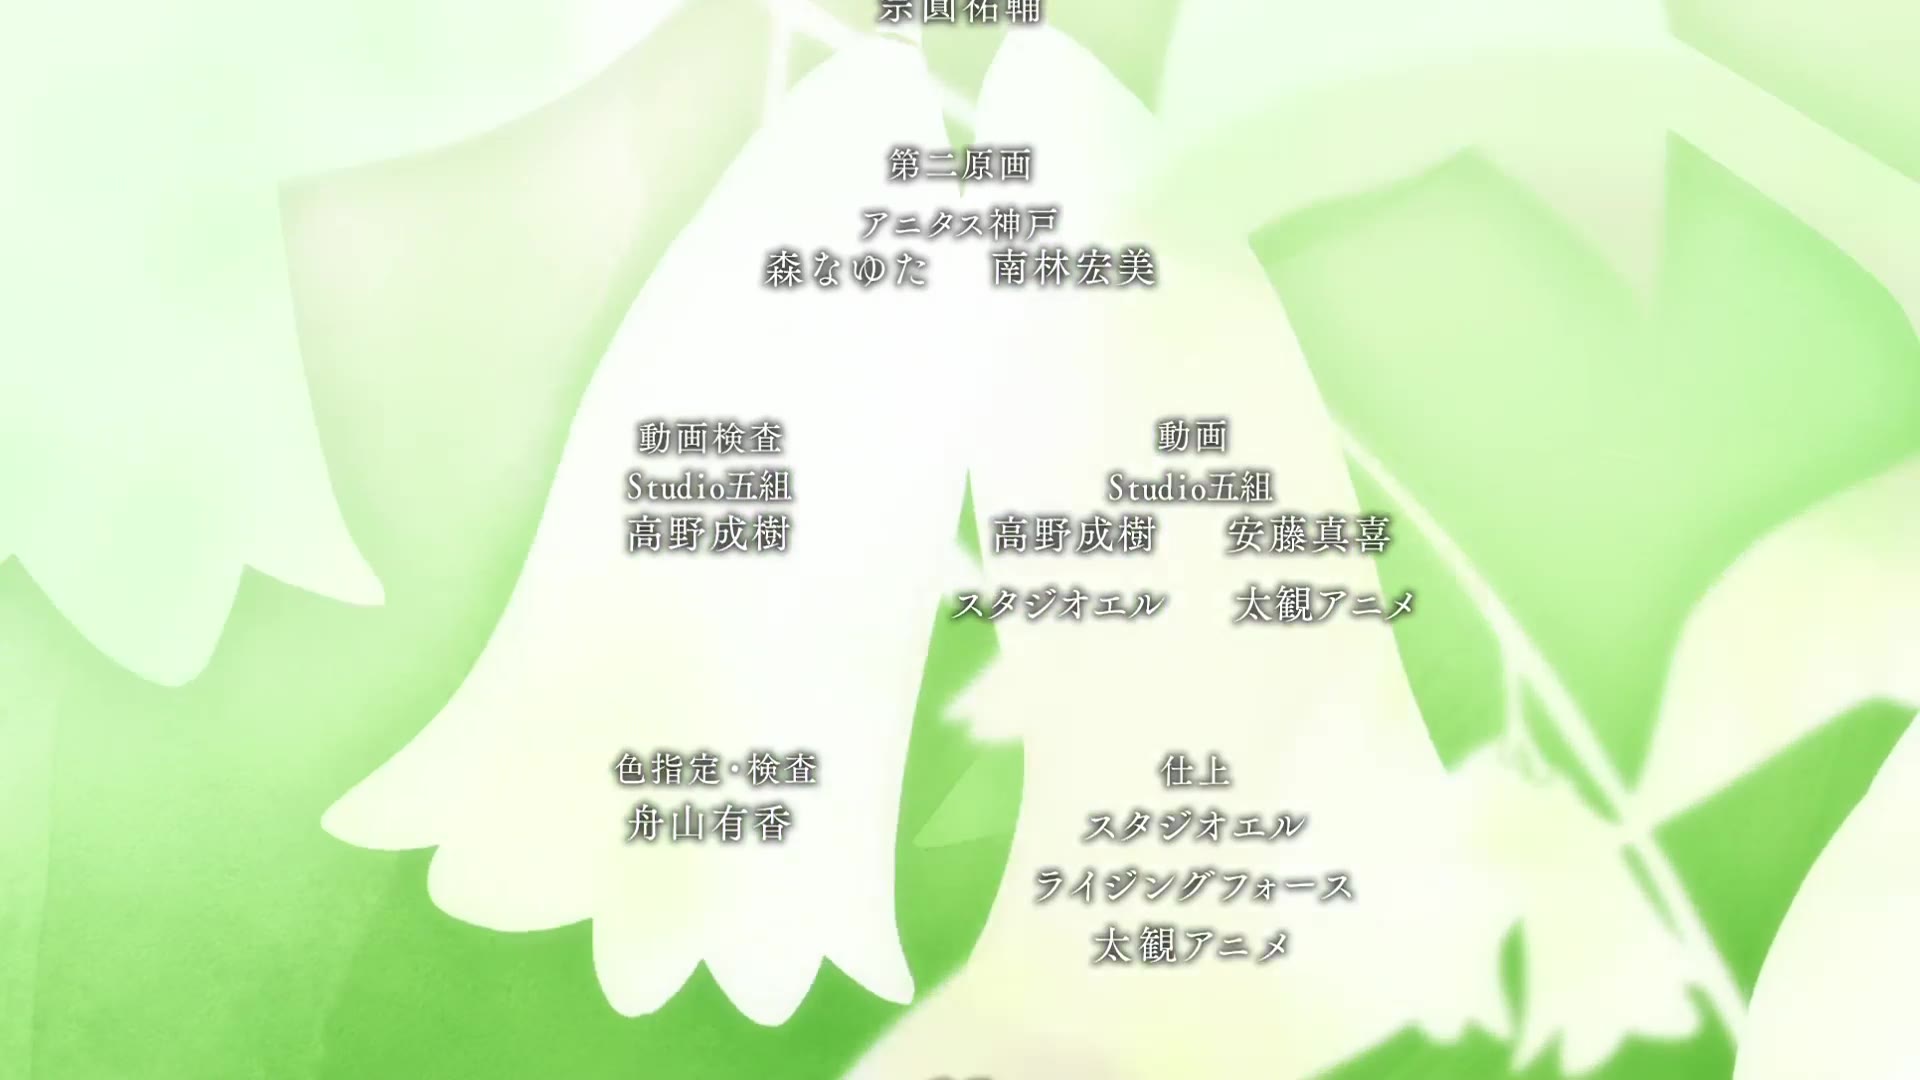 宗圓祐輔
第二原画
アニタス神戸
森なゆた 南林宏美
動画検査
Studio五組
高野成樹
動画
Studio五組
高野成樹 安藤真喜
スタジオエル 太観アニメ
色指定・検査
舟山有香
仕上
スタジオエル
ライジングフォース
太観アニメ